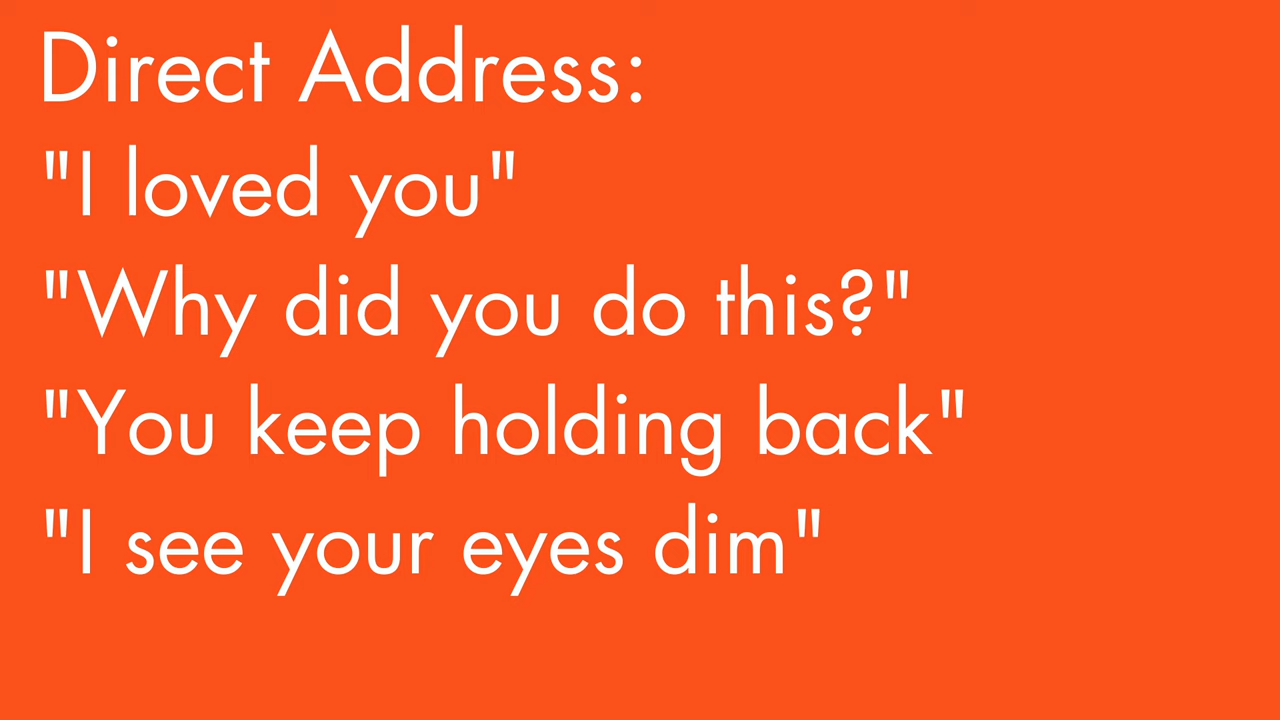 Direct Address:
"I loved you"
"Why did you do this?"
"You keep holding back"
"I see your eyes dim"